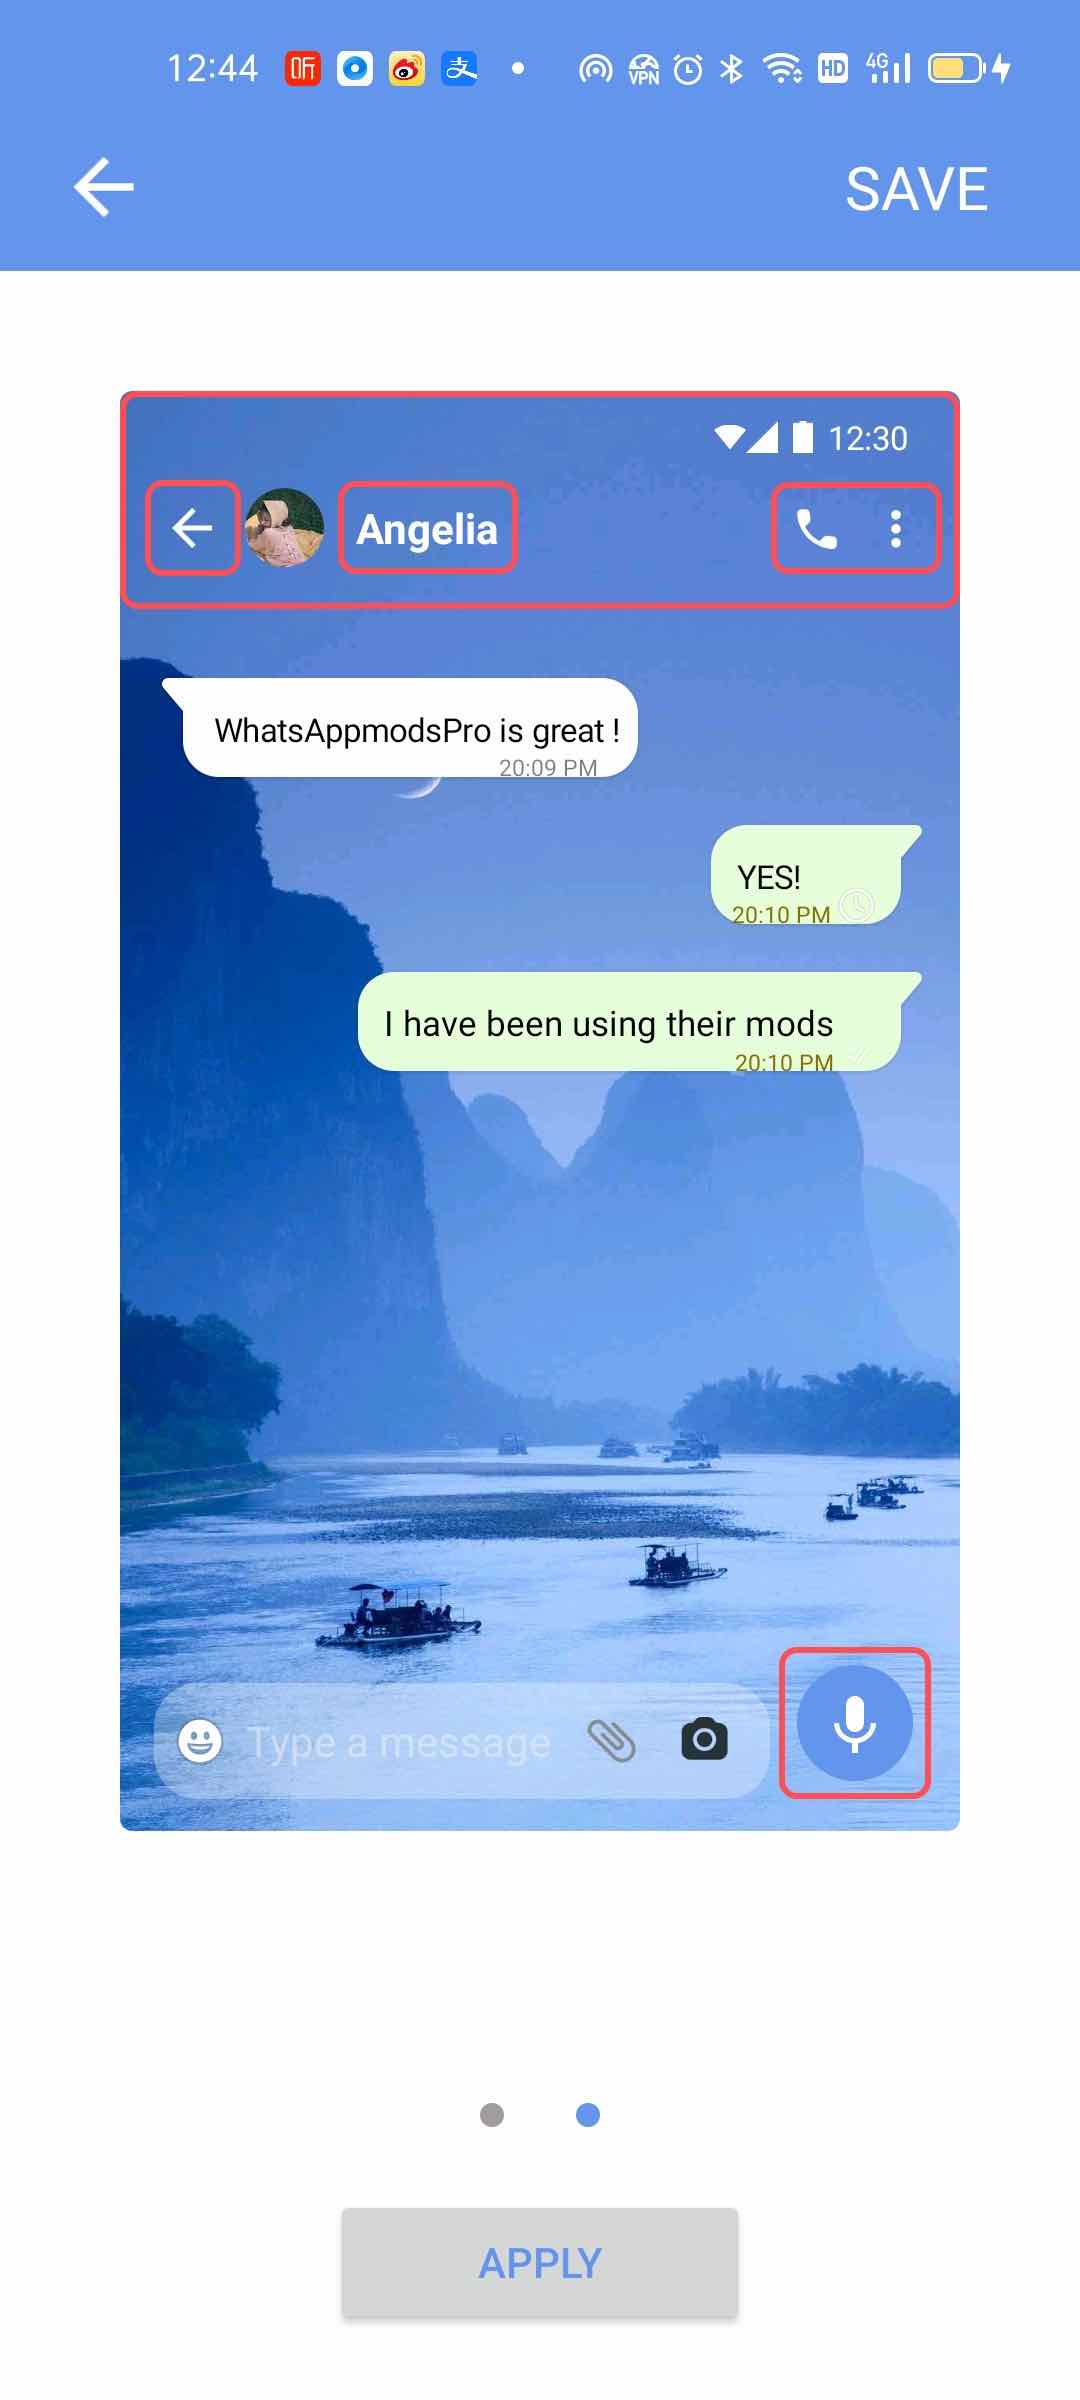 12:44 听 支 VPN HD 4G
SAVE
12:30
Angelia
WhatsAppmodsPro is great !
20:09 PM
YES!
20:10 PM
I have been using their mods
20:10 PM
Type a message
APPLY